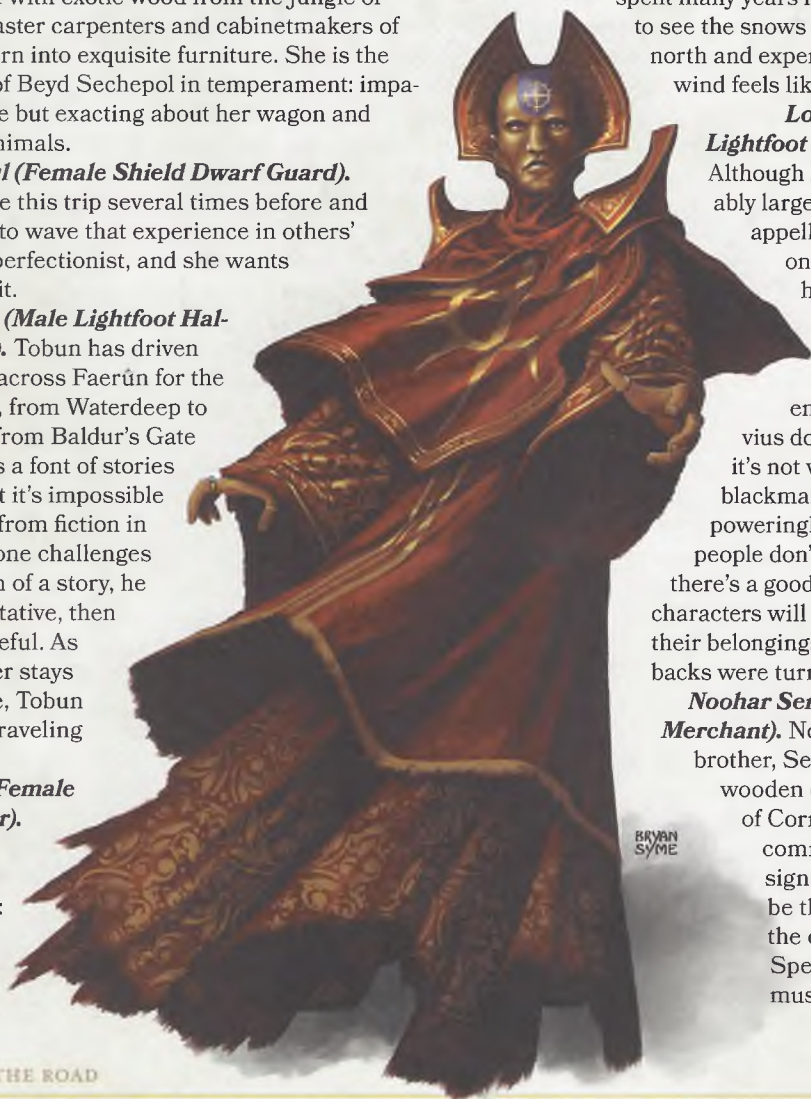 with exotic wood from the jungle of
aster carpenters and cabinetmakers of
rn into exquisite furniture. She is the
of Beyd Sechepol in temperament: impa-
e but exacting about her wagon and
nimals.
l (Female Shield Dwarf Guard).
e this trip several times before and
to wave that experience in others'
perfectionist, and she wants
it.
(Male Lightfoot Hal-
). Tobun has driven
across Faerûn for the
, from Waterdeep to
from Baldur's Gate
s a font of stories
t it's impossible
from fiction in
one challenges
n of a story, he
tative, then
eful. As
er stays
e, Tobun
raveling
Female
r).
:
spent many years
to see the snows
north and exper
wind feels lik
Lo
Lightfoot
Although
ably large
appell
on
h
en
vius do
it's not
blackma
poweringl
people don'
there's a good
characters will
their belonging
backs were turn
Noohar Ser
Merchant). No
brother, Se
wooden
of Corm
comm
sign
be th
the
Spe
mus
BRYAN
SYME
THE ROAD